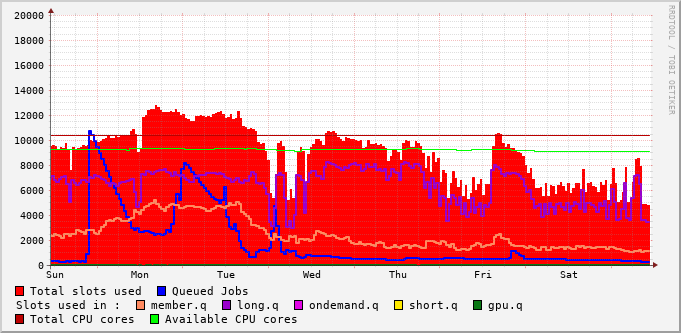 20000
18000
16000
14000
12000
10000
8000
6000
4000
2000
0
Sun Mon Tue Wed Thu Fri Sat
Total slots used Queued Jobs
Slots used in : member.q long.q ondemand.q short.q gpu.q
Total CPU cores Available CPU cores
RRDTOOL / TOBI OETIKER